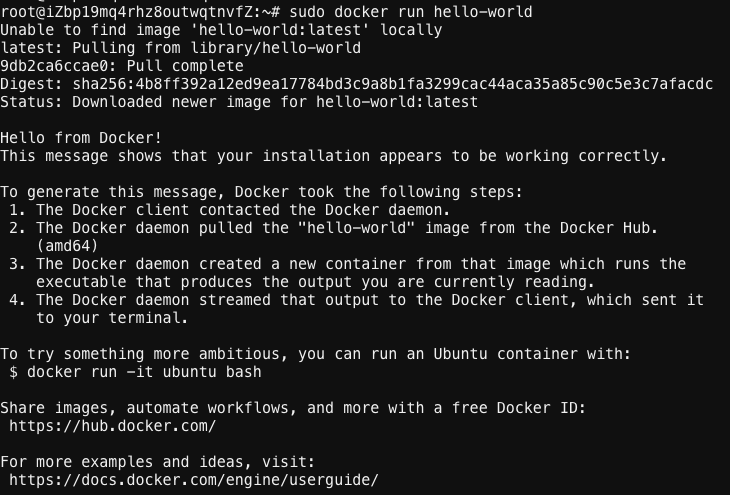 root@iZbp19mq4rhz8outwqtnvfZ:~# sudo docker run hello-world
Unable to find image 'hello-world:latest' locally
latest: Pulling from library/hello-world
9db2ca6ccae0: Pull complete
Digest: sha256:4b8ff392a12ed9ea17784bd3c9a8b1fa3299cac44aca35a85c90c5e3c7afacdc
Status: Downloaded newer image for hello-world:latest

Hello from Docker!
This message shows that your installation appears to be working correctly.

To generate this message, Docker took the following steps:
 1. The Docker client contacted the Docker daemon.
 2. The Docker daemon pulled the "hello-world" image from the Docker Hub.
    (amd64)
 3. The Docker daemon created a new container from that image which runs the
    executable that produces the output you are currently reading.
 4. The Docker daemon streamed that output to the Docker client, which sent it
    to your terminal.

To try something more ambitious, you can run an Ubuntu container with:
 $ docker run -it ubuntu bash

Share images, automate workflows, and more with a free Docker ID:
 https://hub.docker.com/

For more examples and ideas, visit:
 https://docs.docker.com/engine/userguide/